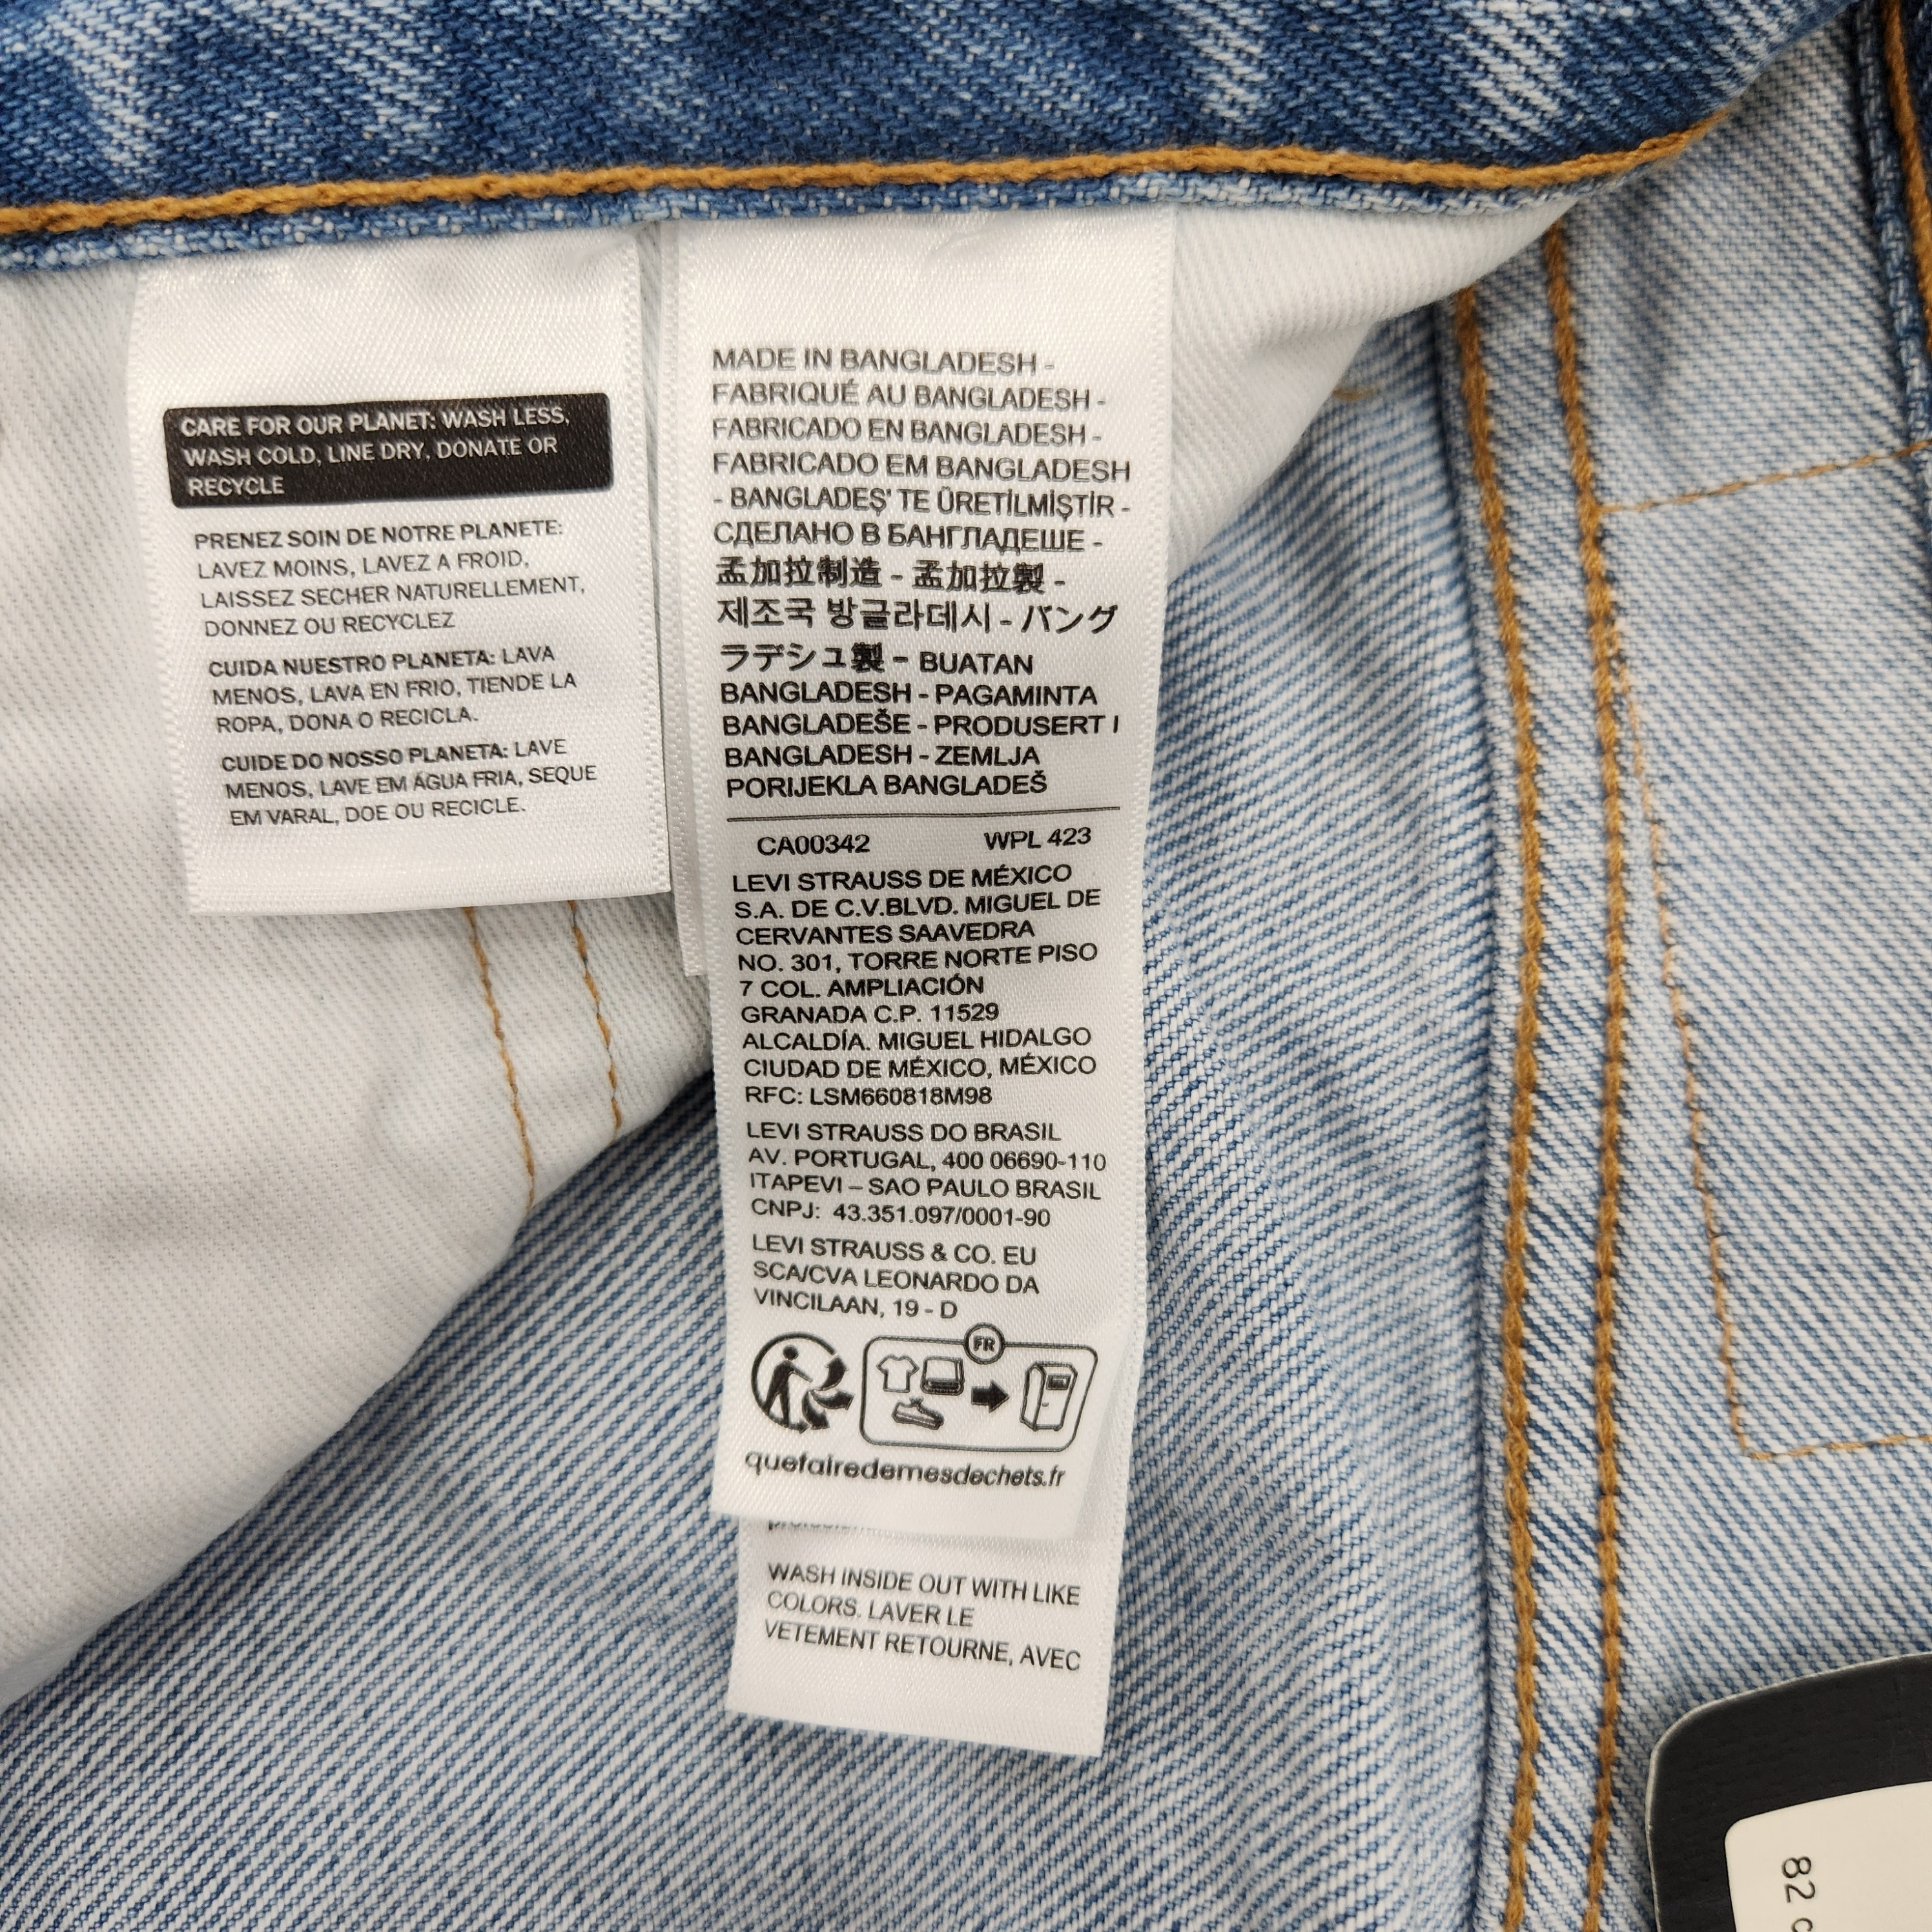 CARE FOR OUR PLANET: WASH LESS,
WASH COLD, LINE DRY, DONATE OR
RECYCLE
PRENEZ SOIN DE NOTRE PLANETE:
LAVEZ MOINS, LAVEZ A FROID,
LAISSEZ SECHER NATURELLEMENT,
DONNEZ OU RECYCLEZ
CUIDA NUESTRO PLANETA: LAVA
MENOS, LAVA EN FRIO, TIENDE LA
ROPA, DONA O RECICLA.
CUIDE DO NOSSO PLANETA: LAVE
MENOS, LAVE EM ÁGUA FRIA, SEQUE
EM VARAL, DOE OU RECICLE.
MADE IN BANGLADESH -
FABRIQUÉ AU BANGLADESH -
FABRICADO EN BANGLADESH -
FABRICADO EM BANGLADESH
- BANGLADEŞ' TE ÜRETİLMİŞTİR -
СДЕЛАНО В БАНГЛАДЕШЕ -
孟加拉制造 - 孟加拉製 -
제조국 방글라데시 - バング
ラデシュ製 - BUATAN
BANGLADESH - PAGAMINTA
BANGLADEŠE - PRODUSERT I
BANGLADESH - ZEMLJA
PORIJEKLA BANGLADEŠ
CA00342 WPL 423
LEVI STRAUSS DE MÉXICO
S.A. DE C.V.BLVD. MIGUEL DE
CERVANTES SAAVEDRA
NO. 301, TORRE NORTE PISO
7 COL. AMPLIACIÓN
GRANADA C.P. 11529
ALCALDÍA. MIGUEL HIDALGO
CIUDAD DE MÉXICO, MÉXICO
RFC: LSM660818M98
LEVI STRAUSS DO BRASIL
AV. PORTUGAL, 400 06690-110
ITAPEVI – SAO PAULO BRASIL
CNPJ: 43.351.097/0001-90
LEVI STRAUSS & CO. EU
SCA/CVA LEONARDO DA
VINCILAAN, 19 - D
FR
quefairedemesdechets.fr
WASH INSIDE OUT WITH LIKE
COLORS. LAVER LE
VETEMENT RETOURNE, AVEC
82